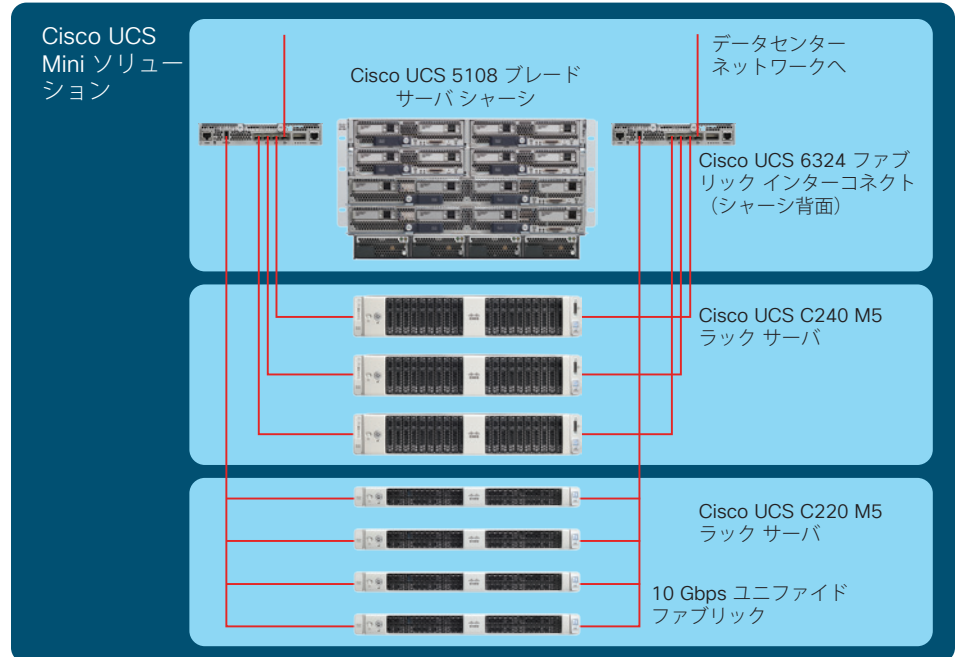 Cisco UCS
Mini ソリュー
ション
Cisco UCS 5108 ブレード
サーバ シャーシ
データセンター
ネットワークへ
Cisco UCS 6324 ファブ
リック インターコネクト
（シャーシ背面）
Cisco UCS C240 M5
ラック サーバ
Cisco UCS C220 M5
ラック サーバ
10 Gbps ユニファイド
ファブリック